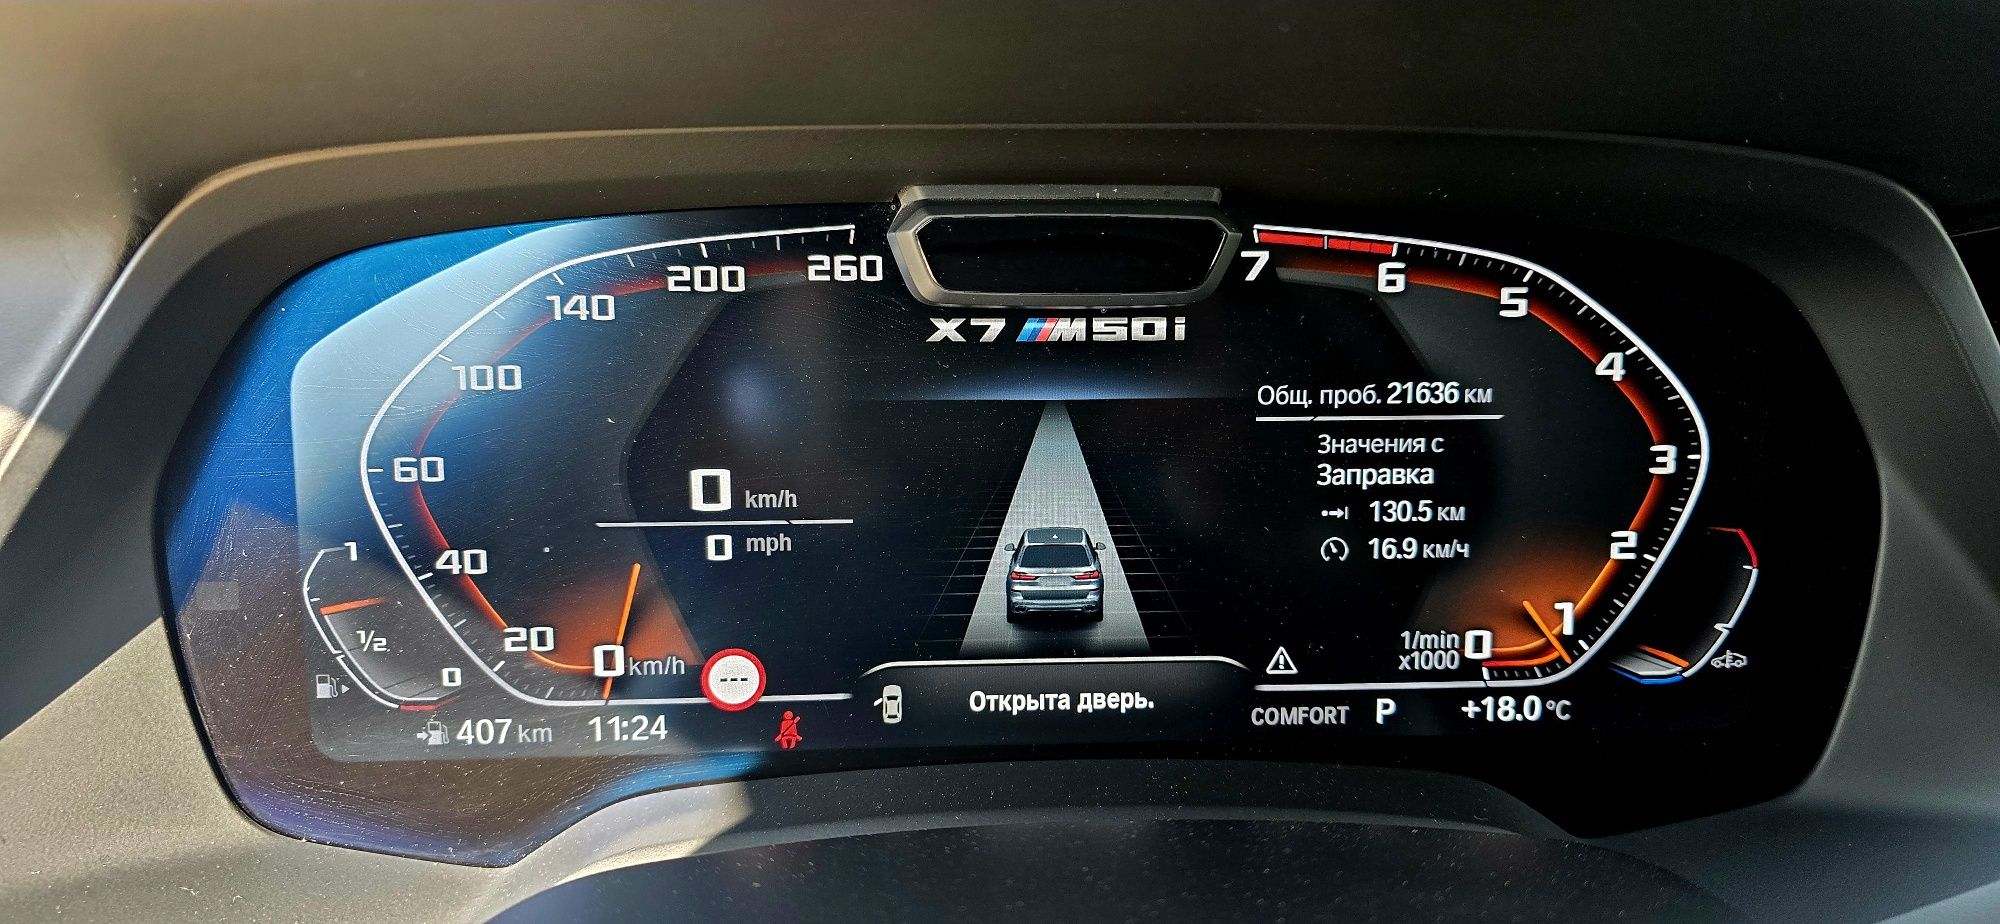 260
200
140
100
60
40
20
0 km/h
X7 M50i
7
6
5
4
3
2
1
0
1/min
x1000
0 km/h
0 mph
Общ. проб. 21636 км
Значения с
Заправка
130.5 км
16.9 км/ч
1
1/2
0
407 km
11:24
---
Открыта дверь.
COMFORT P
+18.0 °C